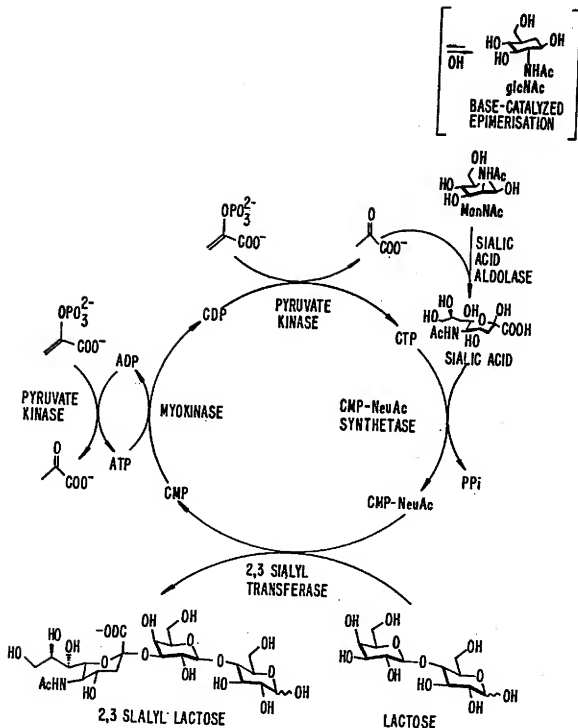 OH
HO
HO
OH
NHAc
OH
glcNAc
BASE-CATALYZED
EPIMERISATION
OH
NHAc
HO
HO
OH
ManNAc
OPO3 2-
COO-
O
COO-
SIALIC
ACID
ALDOLASE
PYRUVATE
KINASE
CDP
CTP
HO
OH
OH
HO
AcHN
HO
O
COOH
SIALIC ACID
OPO3 2-
COO-
ADP
PYRUVATE
KINASE
MYOKINASE
ATP
O
COO-
CMP
CMP-NeuAc
SYNTHETASE
PPi
CMP-NeuAc
2,3 SIALYL
TRANSFERASE
HO
OH
OH
-OOC
HO
AcHN
HO
O
O
OH
OH
O
OH
O
OH
HO
O
OH
OH
2,3 SLALYL LACTOSE
OH
OH
HO
O
OH
O
OH
HO
O
OH
OH
LACTOSE